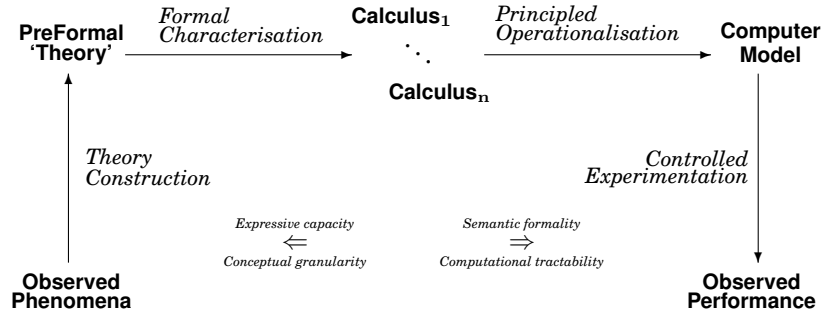 PreFormal
'Theory'
Formal
Characterisation
Calculus₁
Calculusₙ
Principled
Operationalisation
Computer
Model
Theory
Construction
Controlled
Experimentation
Expressive capacity
⇐
Conceptual granularity
Semantic formality
⇒
Computational tractability
Observed
Phenomena
Observed
Performance